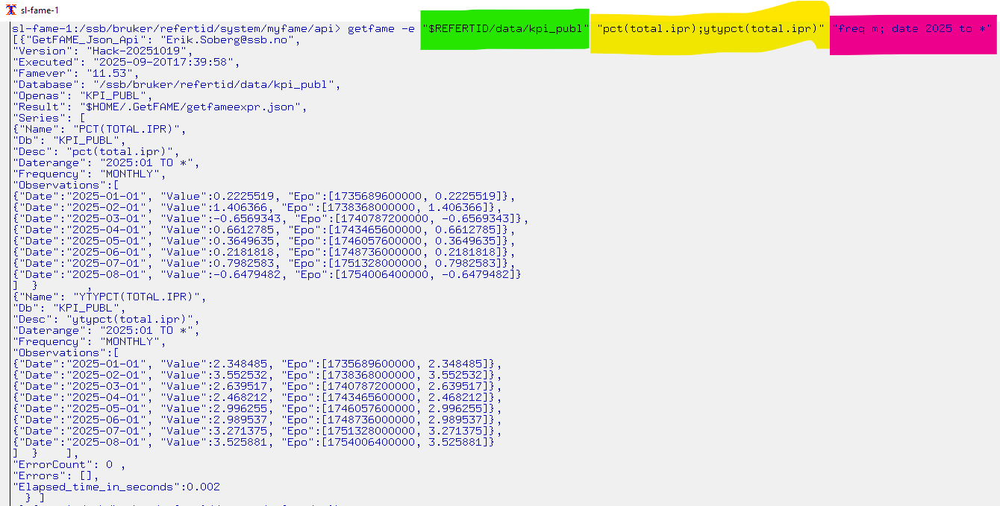 sl-fame-1
sl-fame-1:/ssb/bruker/refertid/system/myfame/api> getfame -e "$REFERTID/data/kpi_publ" "pct(total.ipr);ytypct(total.ipr)" "freq m; date 2025 to *"
[{"GetFAME_Json_Api": "Erik.Soberg@ssb.no",
"Version": "Hack-20251019",
"Executed": "2025-09-20T17:39:58",
"Famever": "11.53",
"Database": "/ssb/bruker/refertid/data/kpi_publ",
"Openas": "KPI_PUBL",
"Result": "$HOME/.GetFAME/getfameexpr.json",
"Series": [
{"Name": "PCT(TOTAL.IPR)",
"Db": "KPI_PUBL",
"Desc": "pct(total.ipr)",
"Daterange": "2025:01 TO *",
"Frequency": "MONTHLY",
"Observations":[
{"Date":"2025-01-01", "Value":0.2225519, "Epo":[1735689600000, 0.2225519]},
{"Date":"2025-02-01", "Value":1.406366, "Epo":[1738368000000, 1.406366]},
{"Date":"2025-03-01", "Value":-0.6569343, "Epo":[1740787200000, -0.6569343]},
{"Date":"2025-04-01", "Value":0.6612785, "Epo":[1743465600000, 0.6612785]},
{"Date":"2025-05-01", "Value":0.3649635, "Epo":[1746057600000, 0.3649635]},
{"Date":"2025-06-01", "Value":0.2181818, "Epo":[1748736000000, 0.2181818]},
{"Date":"2025-07-01", "Value":0.7982583, "Epo":[1751328000000, 0.7982583]},
{"Date":"2025-08-01", "Value":-0.6479482, "Epo":[1754006400000, -0.6479482]}
] } ,
{"Name": "YTYPCT(TOTAL.IPR)",
"Db": "KPI_PUBL",
"Desc": "ytypct(total.ipr)",
"Daterange": "2025:01 TO *",
"Frequency": "MONTHLY",
"Observations":[
{"Date":"2025-01-01", "Value":2.348485, "Epo":[1735689600000, 2.348485]},
{"Date":"2025-02-01", "Value":3.552532, "Epo":[1738368000000, 3.552532]},
{"Date":"2025-03-01", "Value":2.639517, "Epo":[1740787200000, 2.639517]},
{"Date":"2025-04-01", "Value":2.468212, "Epo":[1743465600000, 2.468212]},
{"Date":"2025-05-01", "Value":2.996255, "Epo":[1746057600000, 2.996255]},
{"Date":"2025-06-01", "Value":2.989537, "Epo":[1748736000000, 2.989537]},
{"Date":"2025-07-01", "Value":3.271375, "Epo":[1751328000000, 3.271375]},
{"Date":"2025-08-01", "Value":3.525881, "Epo":[1754006400000, 3.525881]}
] } ],
"ErrorCount": 0 ,
"Errors": [],
"Elapsed_time_in_seconds":0.002
} ]